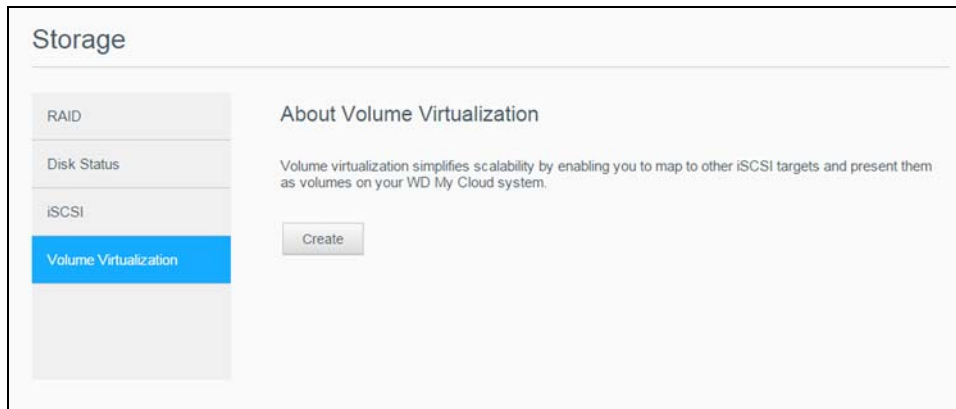 Storage
RAID
Disk Status
iSCSI
Volume Virtualization
About Volume Virtualization
Volume virtualization simplifies scalability by enabling you to map to other iSCSI targets and present them
as volumes on your WD My Cloud system.
Create